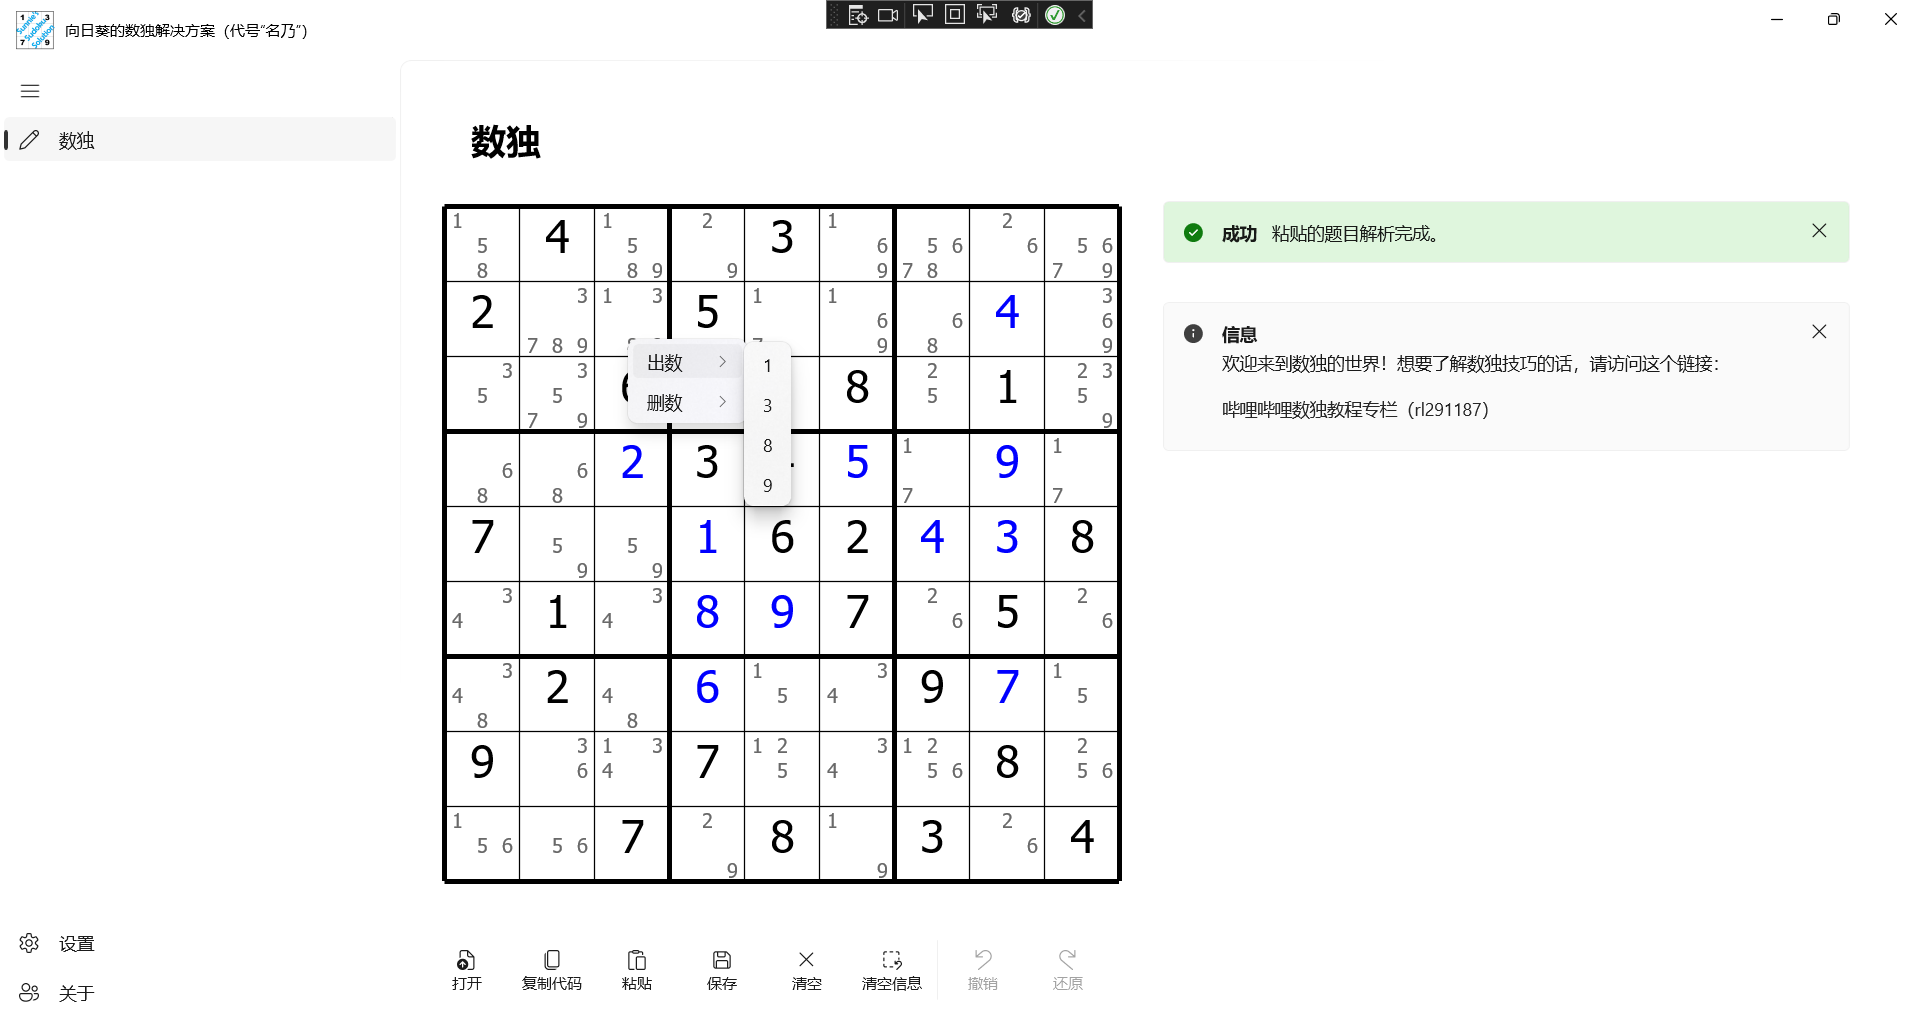 向日葵的数独解决方案（代号“名乃”）
数独
数独
1 5 8 4 1 5 8 9 2 9 3 1 6 9 5 6 7 8 2 6 5 6 7 9
2 3 7 8 9 1 3 5 1 1 6 9 6 8 4 3 6 9
3 5 3 5 7 9 8 2 5 1 2 3 5 9
6 8 6 8 2 3 5 1 7 9 1 7
7 5 9 5 9 1 6 2 4 3 8
3 4 1 3 4 8 9 7 2 6 5 2 6
3 4 8 2 4 8 6 1 5 3 4 9 7 1 5
9 3 6 1 3 4 7 1 2 5 3 4 1 2 5 6 8 2 5 6
1 5 6 5 6 7 2 9 8 1 9 3 2 6 4
出数
删数
1
3
8
9
成功 粘贴的题目解析完成。
信息
欢迎来到数独的世界！想要了解数独技巧的话，请访问这个链接：
哔哩哔哩数独教程专栏（rl291187）
设置
关于
打开 复制代码 粘贴 保存 清空 清空信息 撤销 还原